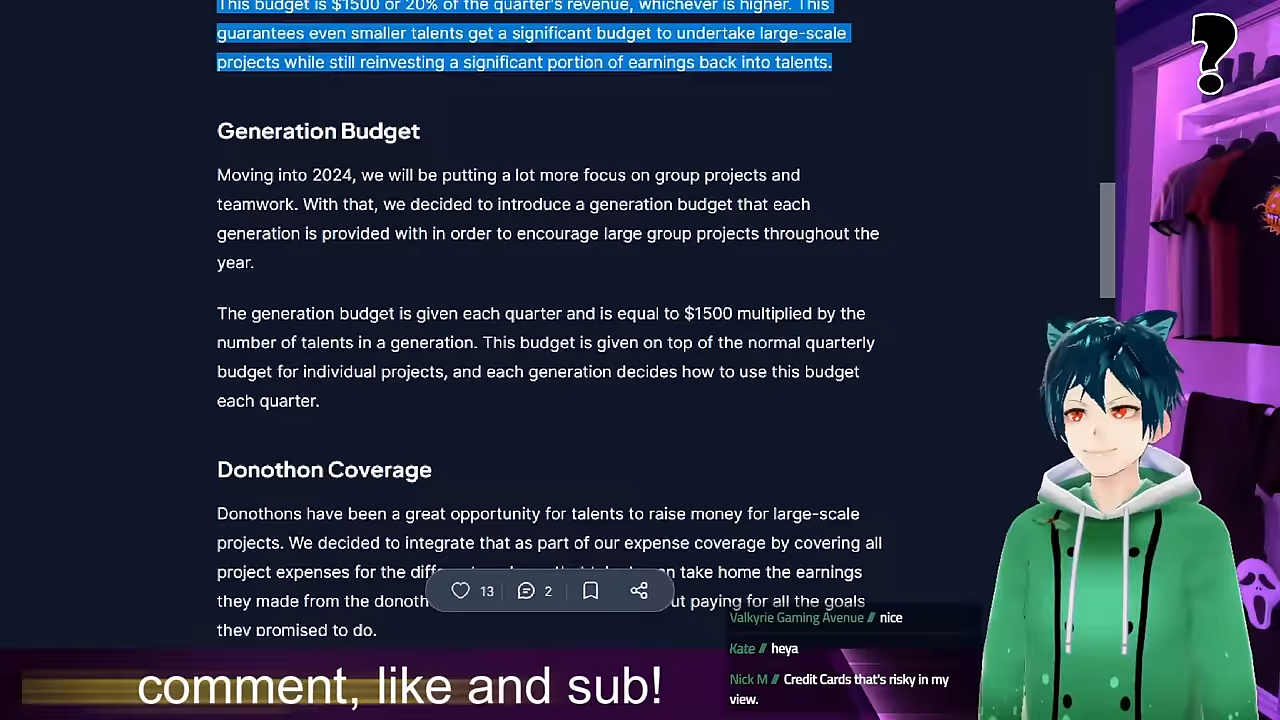 This budget is $1500 or 20% of the quarter's revenue, whichever is higher. This
guarantees even smaller talents get a significant budget to undertake large-scale
projects while still reinvesting a significant portion of earnings back into talents.
Generation Budget
Moving into 2024, we will be putting a lot more focus on group projects and
teamwork. With that, we decided to introduce a generation budget that each
generation is provided with in order to encourage large group projects throughout the
year.
The generation budget is given each quarter and is equal to $1500 multiplied by the
number of talents in a generation. This budget is given on top of the normal quarterly
budget for individual projects, and each generation decides how to use this budget
each quarter.
Donothon Coverage
Donothons have been a great opportunity for talents to raise money for large-scale
projects. We decided to integrate that as part of our expense coverage by covering all
project expenses for the take home the earnings
they made from the paying for all the goals
they promised to do.
13 2
Valkyrie Gaming Avenue // nice
Kate // heya
Nick M // Credit Cards that's risky in my
view.
comment, like and sub!
?